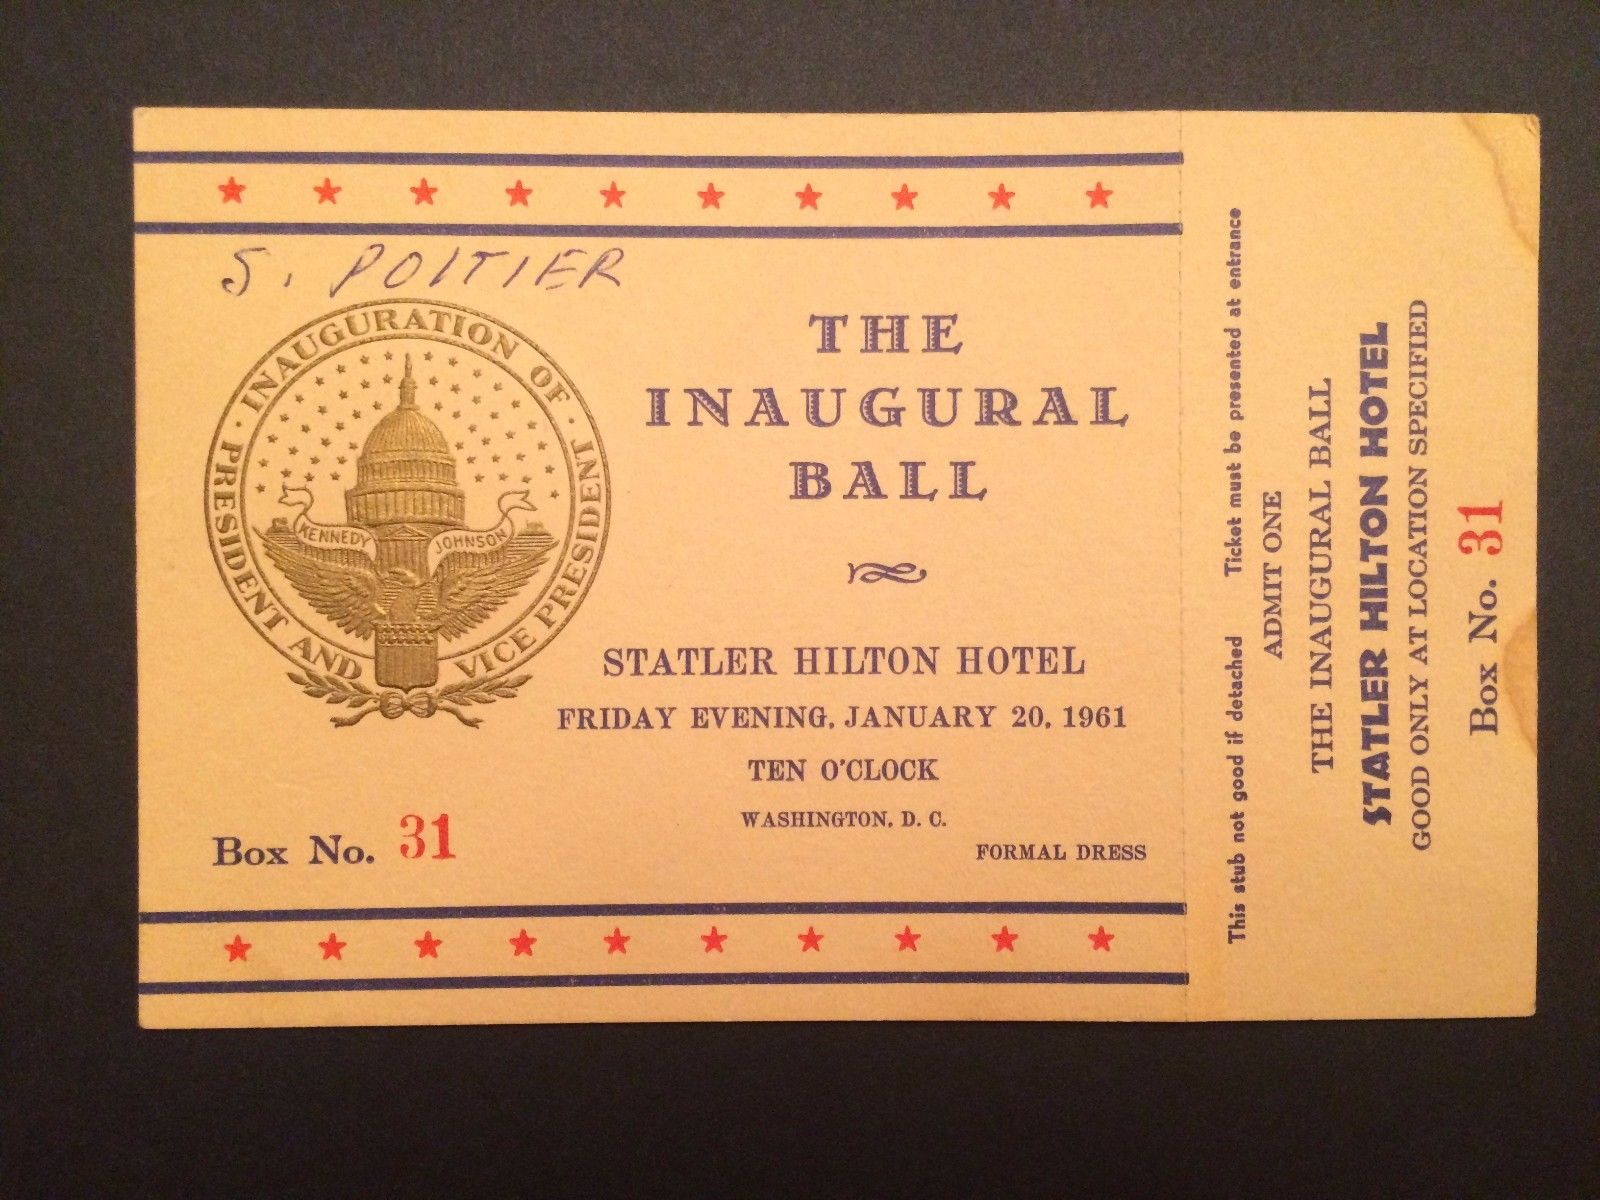 S. POITIER
· INAUGURATION OF · PRESIDENT AND VICE PRESIDENT
KENNEDY JOHNSON
THE
INAUGURAL
BALL
STATLER HILTON HOTEL
FRIDAY EVENING, JANUARY 20, 1961
TEN O'CLOCK
WASHINGTON, D. C.
FORMAL DRESS
Box No. 31
This stub not good if detached Ticket must be presented at entrance
ADMIT ONE
THE INAUGURAL BALL
STATLER HILTON HOTEL
GOOD ONLY AT LOCATION SPECIFIED
Box No. 31